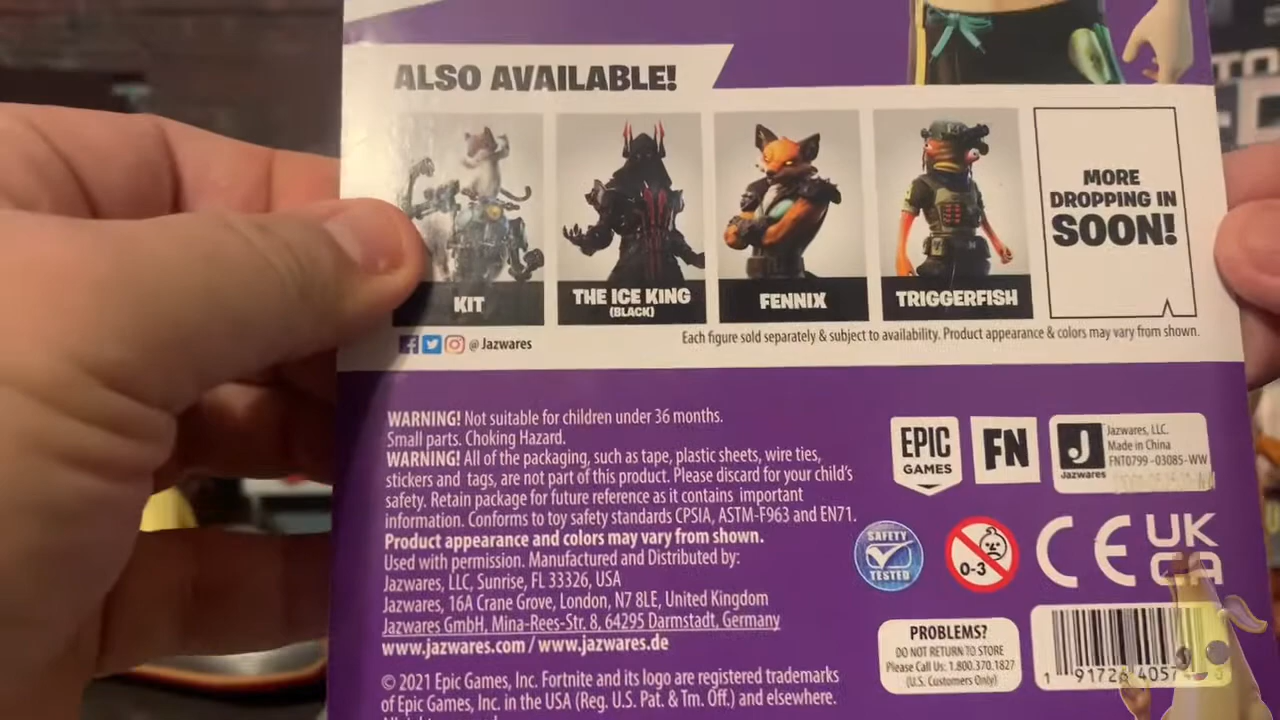 ALSO AVAILABLE!
KIT
THE ICE KING
(BLACK)
FENNIX
TRIGGERFISH
MORE
DROPPING IN
SOON!
@ Jazwares
Each figure sold separately & subject to availability. Product appearance & colors may vary from shown.
WARNING! Not suitable for children under 36 months.
Small parts. Choking Hazard.
WARNING! All of the packaging, such as tape, plastic sheets, wire ties,
stickers and tags, are not part of this product. Please discard for your child's
safety. Retain package for future reference as it contains important
information. Conforms to toy safety standards CPSIA, ASTM-F963 and EN71.
Product appearance and colors may vary from shown.
Used with permission. Manufactured and Distributed by:
Jazwares, LLC, Sunrise, FL 33326, USA
Jazwares, 16A Crane Grove, London, N7 8LE, United Kingdom
Jazwares GmbH, Mina-Rees-Str. 8, 64295 Darmstadt, Germany
www.jazwares.com / www.jazwares.de
© 2021 Epic Games, Inc. Fortnite and its logo are registered trademarks
of Epic Games, Inc. in the USA (Reg. U.S. Pat. & Tm. Off.) and elsewhere.
EPIC
GAMES
FN
J
Jazwares
Jazwares, LLC.
Made in China
FNT0799 -03085-WW
SAFETY
TESTED
0-3
CE
UK
CA
PROBLEMS?
DO NOT RETURN TO STORE
Please Call Us: 1.800.370.1827
(U.S. Customers Only)
1 91726 4057